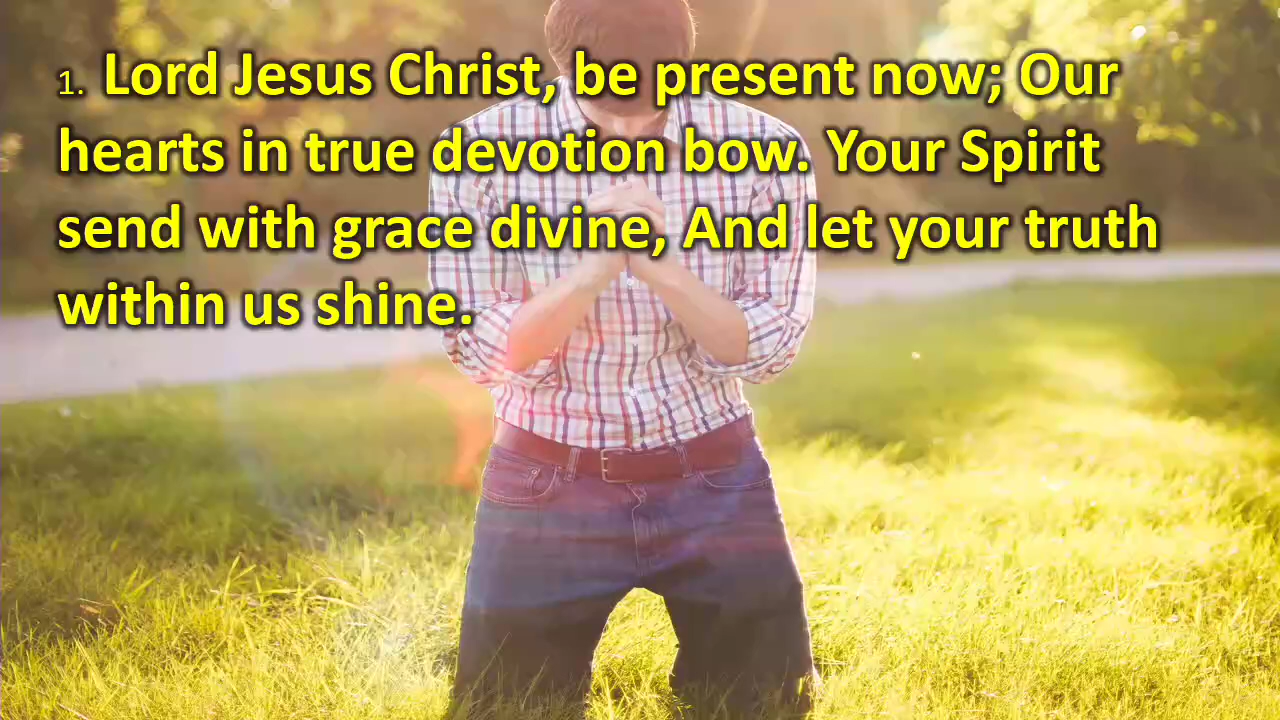 1. Lord Jesus Christ, be present now; Our
hearts in true devotion bow. Your Spirit
send with grace divine, And let your truth
within us shine.